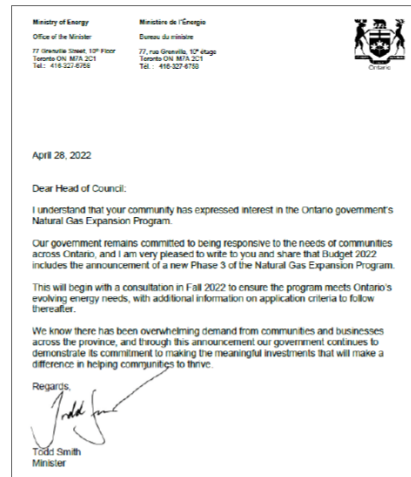 Ministry of Energy
Office of the Minister
77 Grenville Street, 10th Floor
Toronto ON M7A 2C1
Tel.: 416-327-6758
Ministère de l'Énergie
Bureau du ministre
77, rue Grenville, 10e étage
Toronto ON M7A 2C1
Tél. : 416-327-6758
Ontario
April 28, 2022
Dear Head of Council:
I understand that your community has expressed interest in the Ontario government's
Natural Gas Expansion Program.
Our government remains committed to being responsive to the needs of communities
across Ontario, and I am very pleased to write to you and share that Budget 2022
includes the announcement of a new Phase 3 of the Natural Gas Expansion Program.
This will begin with a consultation in Fall 2022 to ensure the program meets Ontario's
evolving energy needs, with additional information on application criteria to follow
thereafter.
We know there has been overwhelming demand from communities and businesses
across the province, and through this announcement our government continues to
demonstrate its commitment to making the meaningful investments that will make a
difference in helping communities to thrive.
Regards,
Todd Smith
Minister